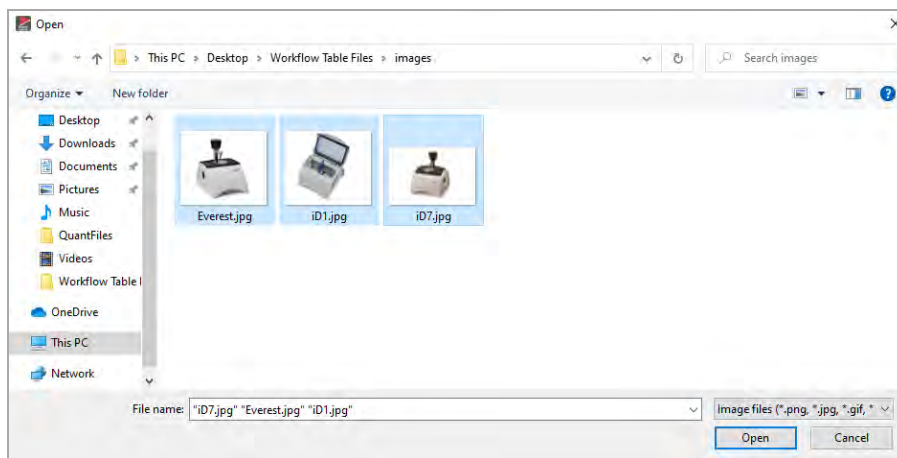 Open
This PC > Desktop > Workflow Table Files > images
Search images
Organize
New folder
Desktop
Downloads
Documents
Pictures
Music
QuantFiles
Videos
Workflow Table
OneDrive
This PC
Network
Everest.jpg
iD1.jpg
iD7.jpg
File name: "iD7.jpg" "Everest.jpg" "iD1.jpg"
Image files (*.png, *.jpg, *.gif, *
Open
Cancel